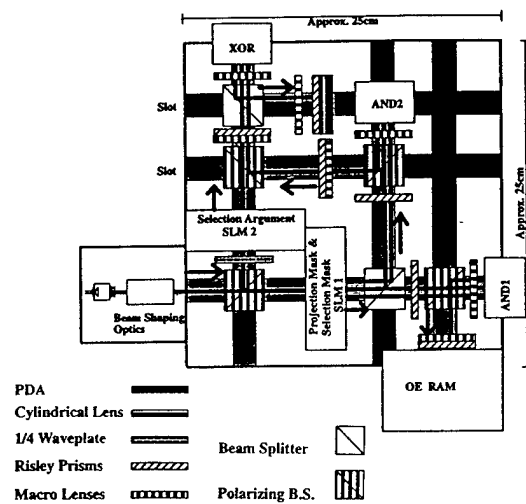 Approx. 25cm
XOR
Slot
AND2
Slot
Approx. 25cm
Selection Argument
SLM 2
Projection Mask &
Selection Mask
SLM 1
Beam Shaping
Optics
AND1
OE RAM
PDA
Cylindrical Lens
1/4 Waveplate
Risley Prisms
Macro Lenses
Beam Splitter
Polarizing B.S.